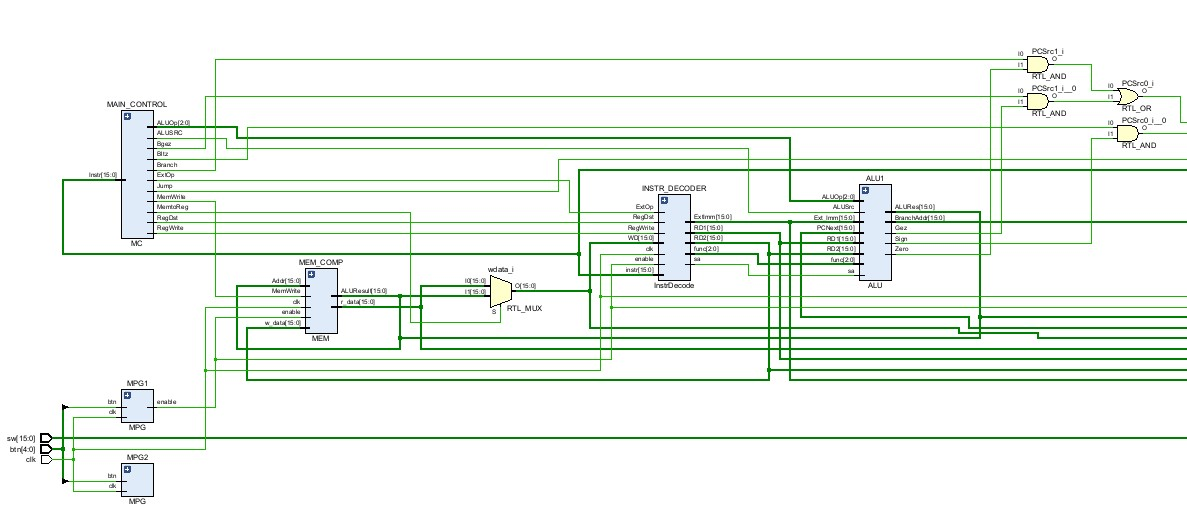 PCSrc1_i
I0
I1
O
RTL_AND
PCSrc1_i__0
I0
I1
O
RTL_AND
PCSrc0_i
I0
I1
O
RTL_OR
PCSrc0_i__0
I0
I1
O
RTL_AND
MAIN_CONTROL
Instr[15:0]
ALUOp[2:0]
ALUSRC
Bgez
Bltz
Branch
ExtOp
Jump
MemWrite
MemtoReg
RegDst
RegWrite
MC
INSTR_DECODER
ExtOp
RegDst
RegWrite
WD[15:0]
clk
enable
instr[15:0]
ExtImm[15:0]
RD1[15:0]
RD2[15:0]
func[2:0]
sa
InstrDecode
ALU1
ALUOp[2:0]
ALUSrc
Ext_Imm[15:0]
PCNext[15:0]
RD1[15:0]
RD2[15:0]
func[2:0]
sa
ALURes[15:0]
BranchAddr[15:0]
Gez
Sign
Zero
ALU
MEM_COMP
Addr[15:0]
MemWrite
clk
enable
w_data[15:0]
ALUResult[15:0]
r_data[15:0]
MEM
wdata_i
I0[15:0]
I1[15:0]
S
O[15:0]
RTL_MUX
MPG1
btn
clk
enable
MPG
sw[15:0]
btn[4:0]
clk
MPG2
btn
clk
MPG